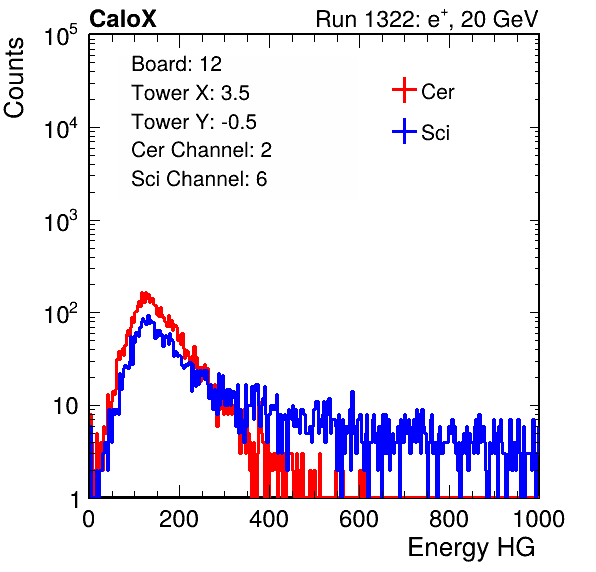 CaloX Run 1322: e⁺, 20 GeV
Board: 12
Tower X: 3.5
Tower Y: -0.5
Cer Channel: 2
Sci Channel: 6
Cer
Sci
Counts
10⁵
10⁴
10³
10²
10
1
0 200 400 600 800 1000
Energy HG